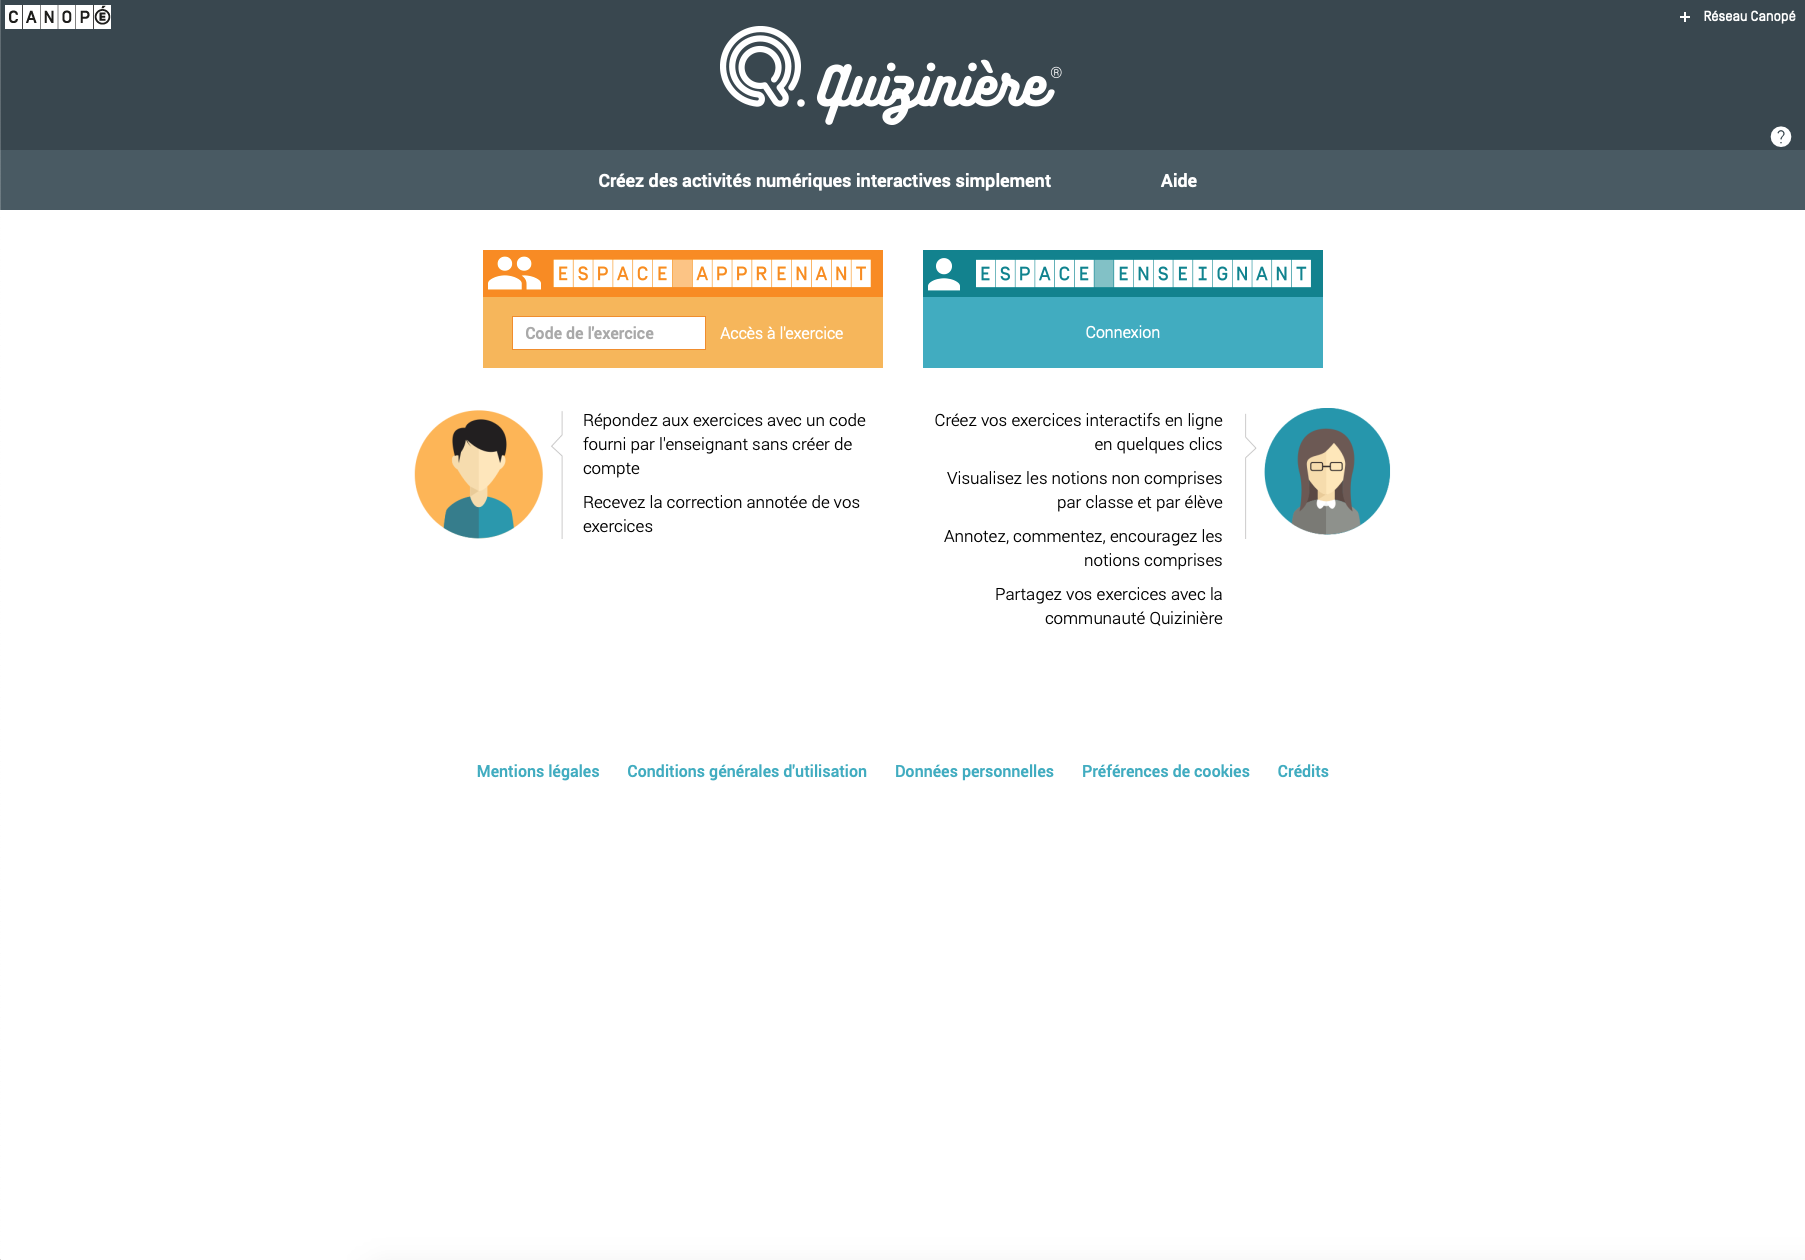 CANOPÉ
+ Réseau Canopé
Quizinière®
?
Créez des activités numériques interactives simplement
Aide
ESPACE APPRENANT
Code de l'exercice
Accès à l'exercice
Répondez aux exercices avec un code
fourni par l'enseignant sans créer de
compte
Recevez la correction annotée de vos
exercices
ESPACE ENSEIGNANT
Connexion
Créez vos exercices interactifs en ligne
en quelques clics
Visualisez les notions non comprises
par classe et par élève
Annotez, commentez, encouragez les
notions comprises
Partagez vos exercices avec la
communauté Quizinière
Mentions légales
Conditions générales d'utilisation
Données personnelles
Préférences de cookies
Crédits